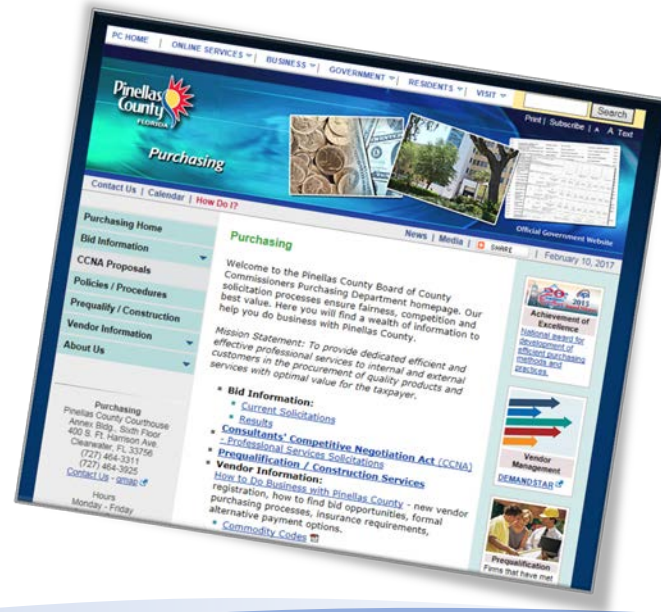 PC HOME | ONLINE SERVICES | BUSINESS | GOVERNMENT | RESIDENTS | VISIT
Search
Print | Subscribe | A A Text
Pinellas
County
FLORIDA
Purchasing
Official Government Website
Contact Us | Calendar | How Do I?
News | Media | SHARE | February 10, 2017
Purchasing Home
Bid Information
CCNA Proposals
Policies / Procedures
Prequalify / Construction
Vendor Information
About Us
Purchasing
Pinellas County Courthouse
Annex Bldg., Sixth Floor
400 S. Ft. Harrison Ave.
Clearwater, FL 33756
(727) 464-3311
(727) 464-3925
Contact Us - qmap
Hours
Monday - Friday
Purchasing
Welcome to the Pinellas County Board of County
Commissioners Purchasing Department homepage. Our
solicitation processes ensure fairness, competition and
best value. Here you will find a wealth of information to
help you do business with Pinellas County.
Mission Statement: To provide dedicated efficient and
effective professional services to internal and external
customers in the procurement of quality products and
services with optimal value for the taxpayer.
Bid Information:
Current Solicitations
Results
Consultants' Competitive Negotiation Act (CCNA)
- Professional Services Solicitations
Prequalification / Construction Services
Vendor Information:
How to Do Business with Pinellas County - new vendor
registration, how to find bid opportunities, formal
purchasing processes, insurance requirements,
alternative payment options.
Commodity Codes
2015
Achievement of
Excellence
National award for
development of
efficient purchasing
methods and
practices.
Vendor
Management
DEMANDSTAR
Prequalification
Firms that have met